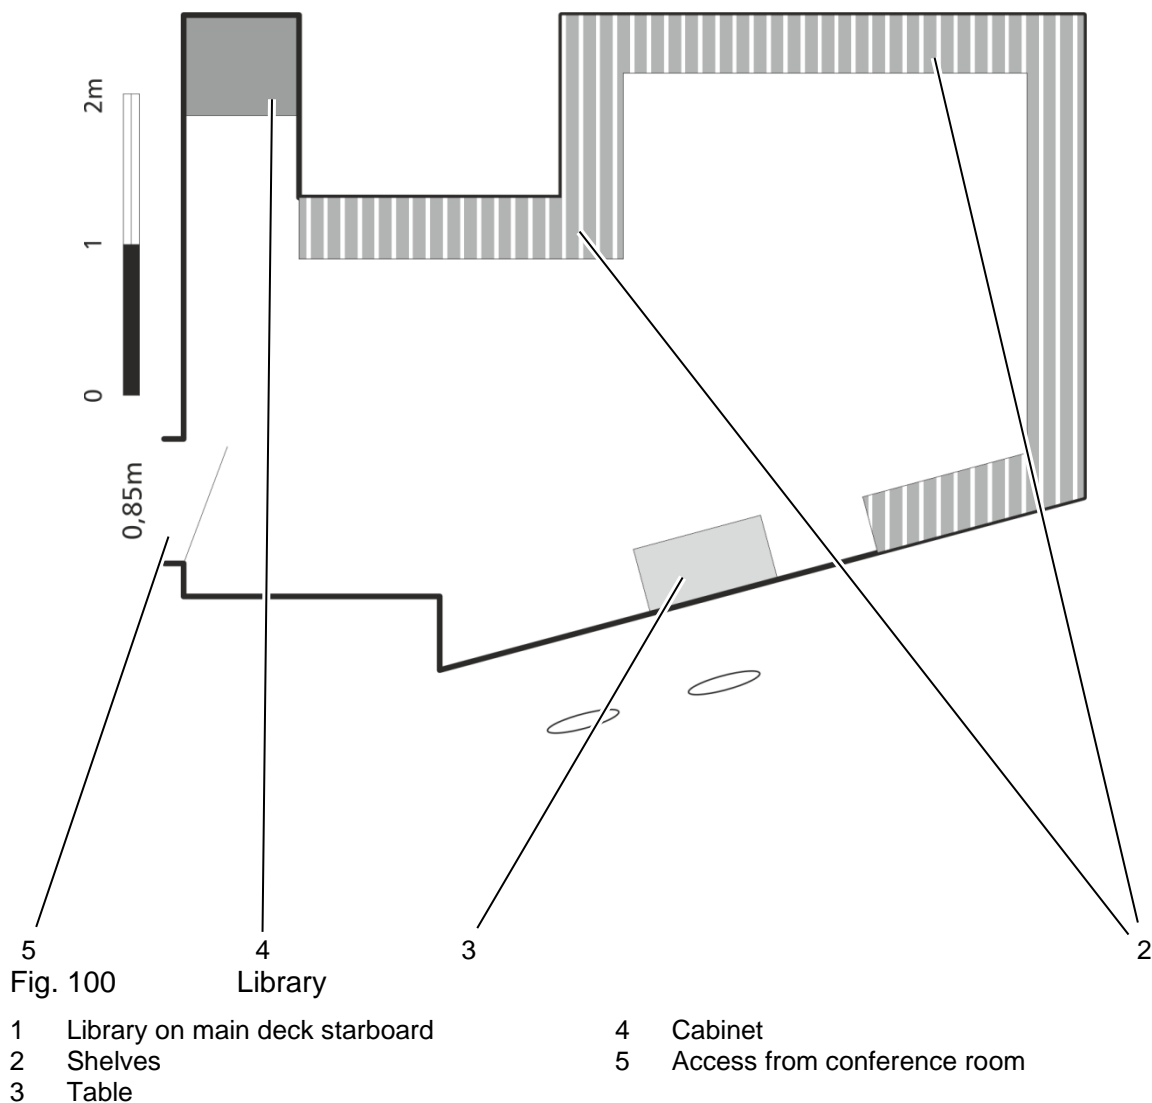 2m
1
0
0,85m
5
4
3
2
Fig. 100 Library
1 Library on main deck starboard
2 Shelves
3 Table
4 Cabinet
5 Access from conference room